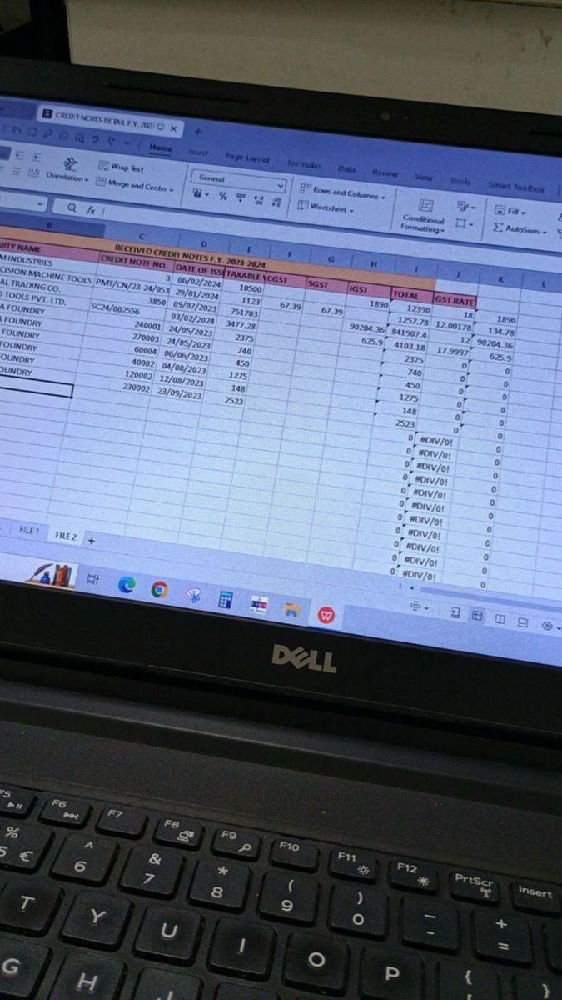 CREDIT NOTES DETAIL F.Y. 202
Home Insert Page Layout Formulas Data Review View Tools Smart Toolbox
Orientation Wrap Text Merge and Center General Rows and Columns Worksheet Conditional Formatting Fill AutoSum
fx
B C D E F G H I J K L
RECEIVED CREDIT NOTES F.Y. 2023-2024
ARTY NAME CREDIT NOTE NO. DATE OF ISS TAXABLE V CGST SGST IGST TOTAL GST RATE
M INDUSTRIES 3 06/02/2024 10500 1890 12390 18 1890
CISION MACHINE TOOLS PMT/CN/23-24/053 29/01/2024 1123 67.39 67.39 1257.78 12.00178 134.78
AL TRADING CO. 3850 09/07/2023 751703 90204.36 841907.4 12 90204.36
TOOLS PVT. LTD. SC24/002556 03/02/2024 3477.28 625.9 4103.18 17.9997 625.9
A FOUNDRY 240001 24/05/2023 2375 2375 0 0
A FOUNDRY 270003 24/05/2023 740 740 0 0
FOUNDRY 60004 06/06/2023 450 450 0 0
FOUNDRY 40002 04/08/2023 1275 1275 0 0
FOUNDRY 120002 12/08/2023 148 148 0 0
OUNDRY 230002 23/09/2023 2523 2523 0 0
0 #DIV/0! 0
0 #DIV/0! 0
0 #DIV/0! 0
0 #DIV/0! 0
0 #DIV/0! 0
0 #DIV/0! 0
0 #DIV/0! 0
0 #DIV/0! 0
0 #DIV/0! 0
0 #DIV/0! 0
0 #DIV/0! 0
FILE 1 FILE 2 +
DELL
F5 F6 F7 F8 F9 F10 F11 F12 PrtScr Insert
% 5 € ^ 6 & 7 * 8 ( 9 ) 0 _ - + =
T Y U I O P {
G H J }